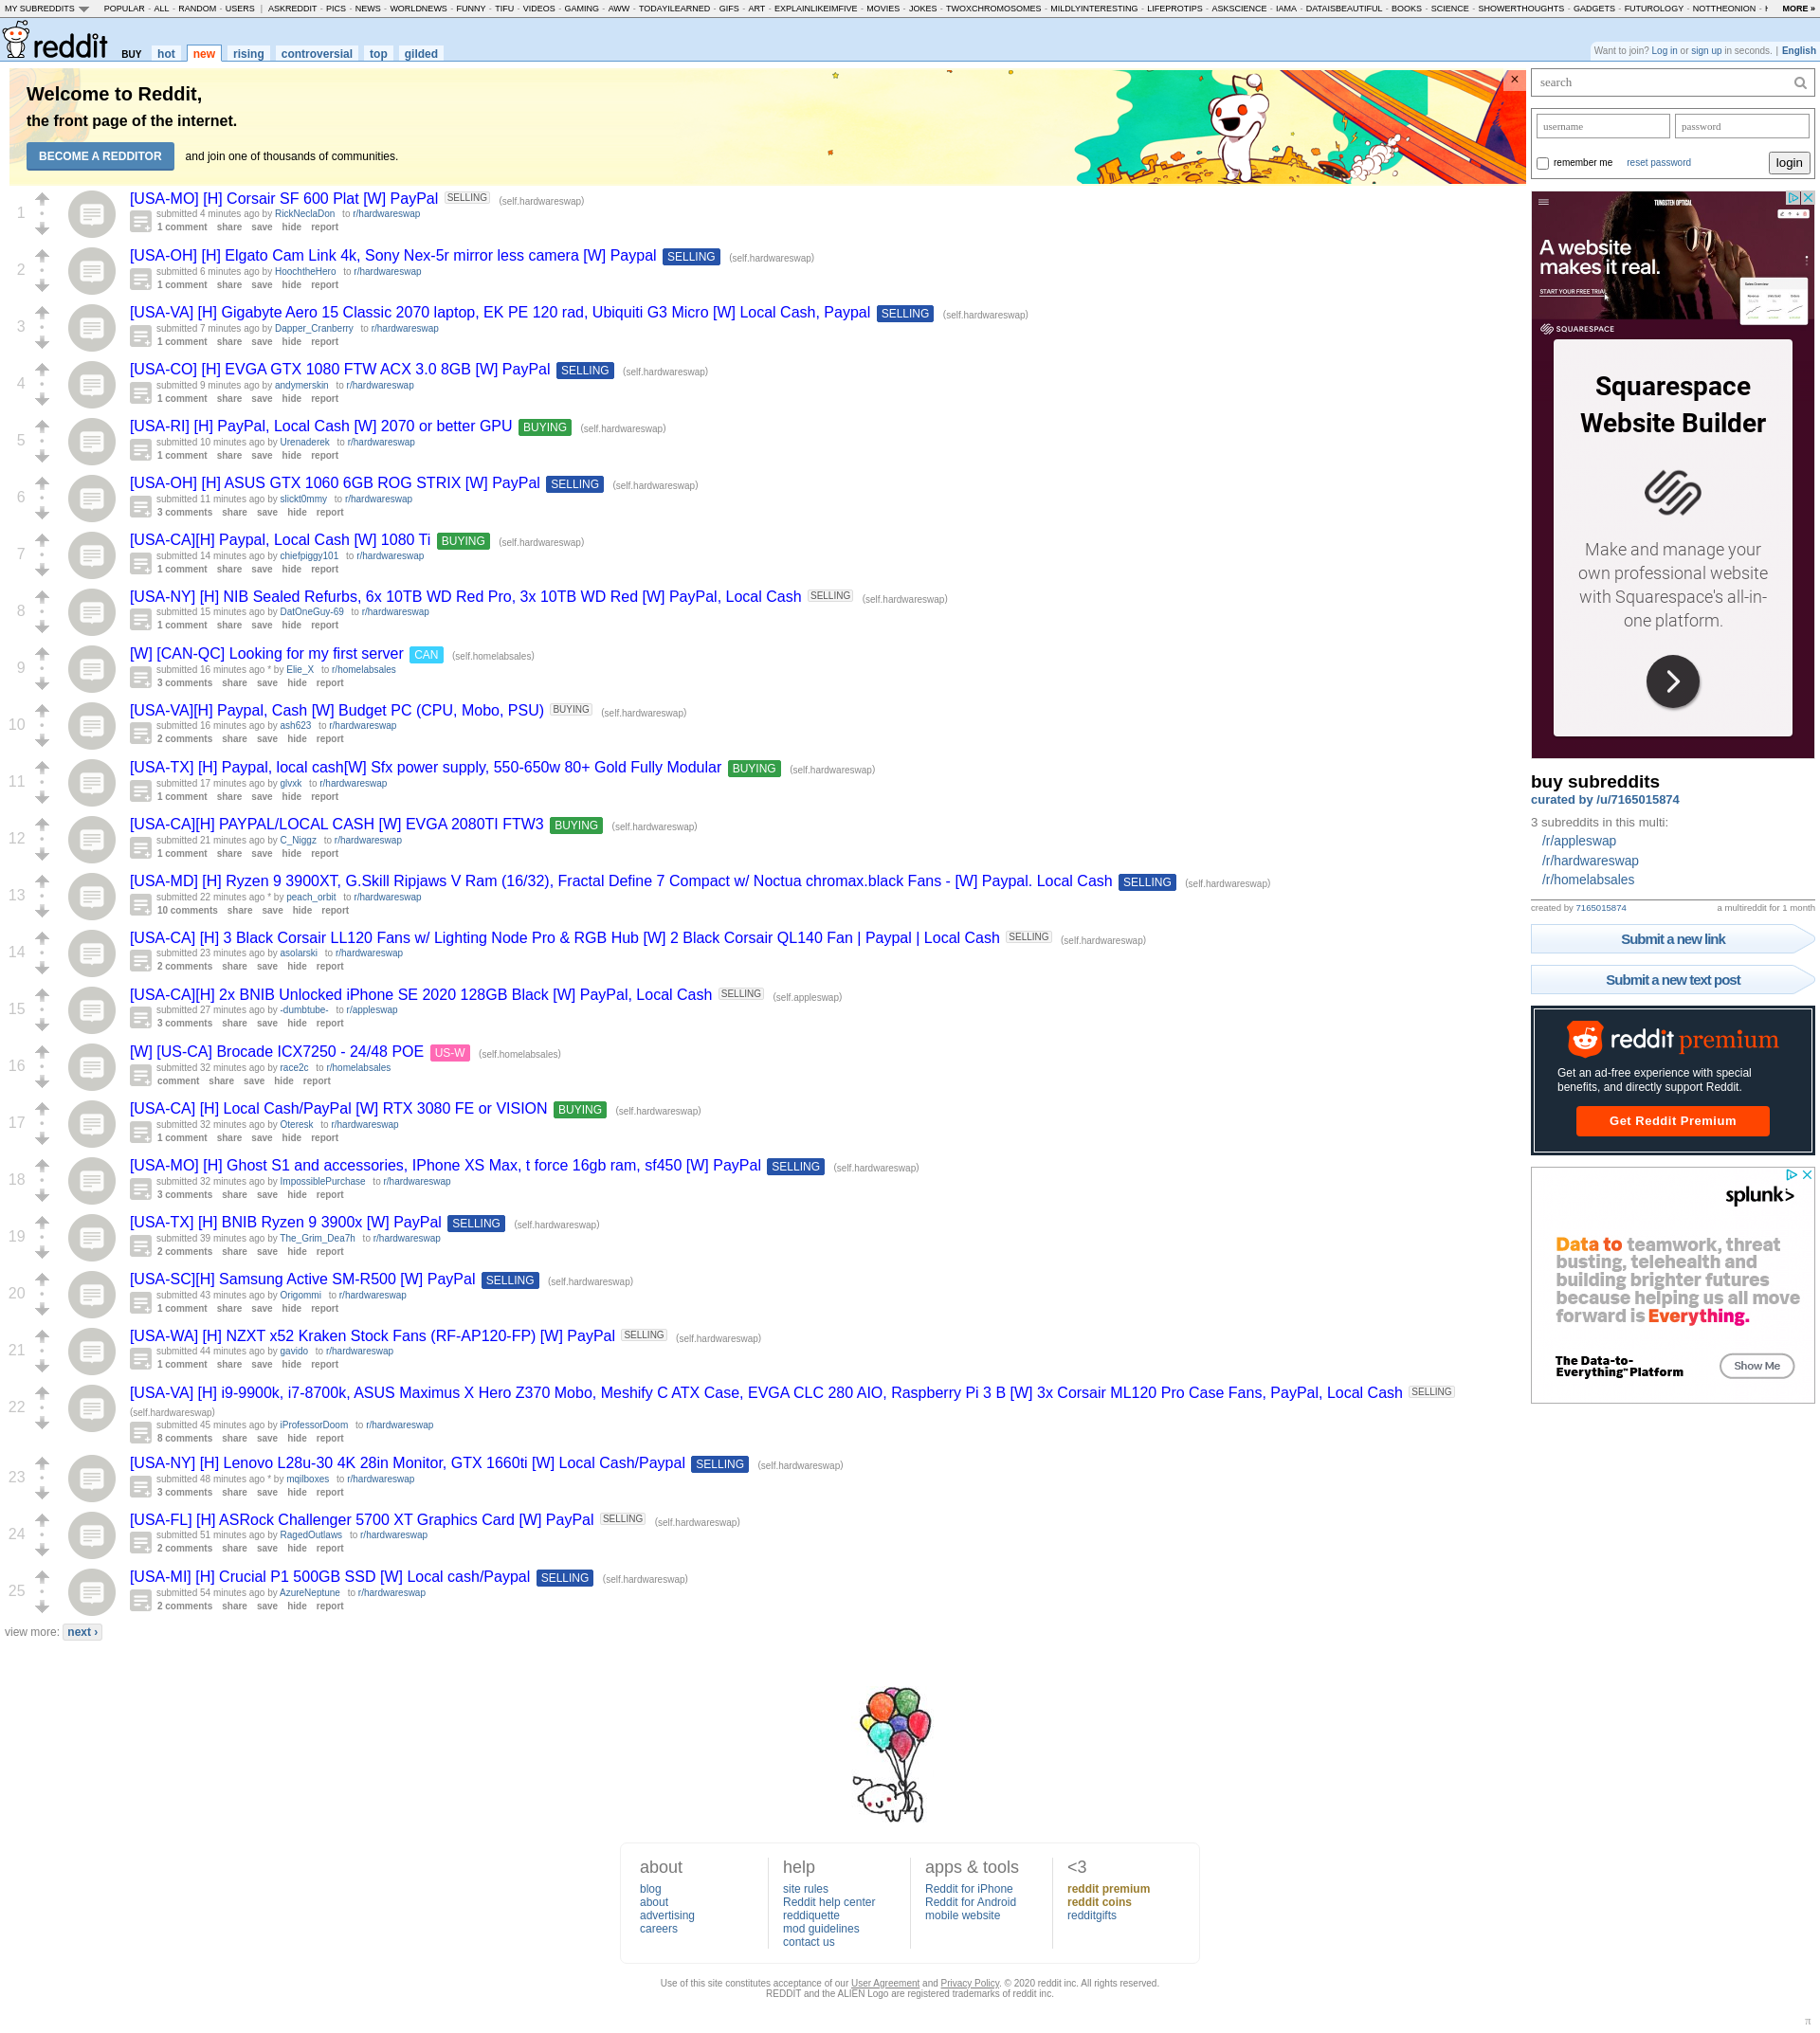 MY SUBREDDITS POPULAR - ALL - RANDOM - USERS | ASKREDDIT - PICS - NEWS - WORLDNEWS - FUNNY - TIFU - VIDEOS - GAMING - AWW - TODAYILEARNED - GIFS - ART - EXPLAINLIKEIMFIVE - MOVIES - JOKES - TWOXCHROMOSOMES - MILDLYINTERESTING - LIFEPROTIPS - ASKSCIENCE - IAMA - DATAISBEAUTIFUL - BOOKS - SCIENCE - SHOWERTHOUGHTS - GADGETS - FUTUROLOGY - NOTTHEONION - MORE »
reddit BUY hot new rising controversial top gilded
Want to join? Log in or sign up in seconds. | English
Welcome to Reddit,
the front page of the internet.
BECOME A REDDITOR and join one of thousands of communities.
×
1
[USA-MO] [H] Corsair SF 600 Plat [W] PayPal SELLING (self.hardwareswap)
submitted 4 minutes ago by RickNeclaDon to r/hardwareswap
1 comment share save hide report
2
[USA-OH] [H] Elgato Cam Link 4k, Sony Nex-5r mirror less camera [W] Paypal SELLING (self.hardwareswap)
submitted 6 minutes ago by HoochtheHero to r/hardwareswap
1 comment share save hide report
3
[USA-VA] [H] Gigabyte Aero 15 Classic 2070 laptop, EK PE 120 rad, Ubiquiti G3 Micro [W] Local Cash, Paypal SELLING (self.hardwareswap)
submitted 7 minutes ago by Dapper_Cranberry to r/hardwareswap
1 comment share save hide report
4
[USA-CO] [H] EVGA GTX 1080 FTW ACX 3.0 8GB [W] PayPal SELLING (self.hardwareswap)
submitted 9 minutes ago by andymerskin to r/hardwareswap
1 comment share save hide report
5
[USA-RI] [H] PayPal, Local Cash [W] 2070 or better GPU BUYING (self.hardwareswap)
submitted 10 minutes ago by Urenaderek to r/hardwareswap
1 comment share save hide report
6
[USA-OH] [H] ASUS GTX 1060 6GB ROG STRIX [W] PayPal SELLING (self.hardwareswap)
submitted 11 minutes ago by slickt0mmy to r/hardwareswap
3 comments share save hide report
7
[USA-CA][H] Paypal, Local Cash [W] 1080 Ti BUYING (self.hardwareswap)
submitted 14 minutes ago by chiefpiggy101 to r/hardwareswap
1 comment share save hide report
8
[USA-NY] [H] NIB Sealed Refurbs, 6x 10TB WD Red Pro, 3x 10TB WD Red [W] PayPal, Local Cash SELLING (self.hardwareswap)
submitted 15 minutes ago by DatOneGuy-69 to r/hardwareswap
1 comment share save hide report
9
[W] [CAN-QC] Looking for my first server CAN (self.homelabsales)
submitted 16 minutes ago * by Elie_X to r/homelabsales
3 comments share save hide report
10
[USA-VA][H] Paypal, Cash [W] Budget PC (CPU, Mobo, PSU) BUYING (self.hardwareswap)
submitted 16 minutes ago by ash623 to r/hardwareswap
2 comments share save hide report
11
[USA-TX] [H] Paypal, local cash[W] Sfx power supply, 550-650w 80+ Gold Fully Modular BUYING (self.hardwareswap)
submitted 17 minutes ago by glvxk to r/hardwareswap
1 comment share save hide report
12
[USA-CA][H] PAYPAL/LOCAL CASH [W] EVGA 2080TI FTW3 BUYING (self.hardwareswap)
submitted 21 minutes ago by C_Niggz to r/hardwareswap
1 comment share save hide report
13
[USA-MD] [H] Ryzen 9 3900XT, G.Skill Ripjaws V Ram (16/32), Fractal Define 7 Compact w/ Noctua chromax.black Fans - [W] Paypal. Local Cash SELLING (self.hardwareswap)
submitted 22 minutes ago * by peach_orbit to r/hardwareswap
10 comments share save hide report
14
[USA-CA] [H] 3 Black Corsair LL120 Fans w/ Lighting Node Pro & RGB Hub [W] 2 Black Corsair QL140 Fan | Paypal | Local Cash SELLING (self.hardwareswap)
submitted 23 minutes ago by asolarski to r/hardwareswap
2 comments share save hide report
15
[USA-CA][H] 2x BNIB Unlocked iPhone SE 2020 128GB Black [W] PayPal, Local Cash SELLING (self.appleswap)
submitted 27 minutes ago by -dumbtube- to r/appleswap
3 comments share save hide report
16
[W] [US-CA] Brocade ICX7250 - 24/48 POE US-W (self.homelabsales)
submitted 32 minutes ago by race2c to r/homelabsales
comment share save hide report
17
[USA-CA] [H] Local Cash/PayPal [W] RTX 3080 FE or VISION BUYING (self.hardwareswap)
submitted 32 minutes ago by Oteresk to r/hardwareswap
1 comment share save hide report
18
[USA-MO] [H] Ghost S1 and accessories, IPhone XS Max, t force 16gb ram, sf450 [W] PayPal SELLING (self.hardwareswap)
submitted 32 minutes ago by ImpossiblePurchase to r/hardwareswap
3 comments share save hide report
19
[USA-TX] [H] BNIB Ryzen 9 3900x [W] PayPal SELLING (self.hardwareswap)
submitted 39 minutes ago by The_Grim_Dea7h to r/hardwareswap
2 comments share save hide report
20
[USA-SC][H] Samsung Active SM-R500 [W] PayPal SELLING (self.hardwareswap)
submitted 43 minutes ago by Origommi to r/hardwareswap
1 comment share save hide report
21
[USA-WA] [H] NZXT x52 Kraken Stock Fans (RF-AP120-FP) [W] PayPal SELLING (self.hardwareswap)
submitted 44 minutes ago by gavido to r/hardwareswap
1 comment share save hide report
22
[USA-VA] [H] i9-9900k, i7-8700k, ASUS Maximus X Hero Z370 Mobo, Meshify C ATX Case, EVGA CLC 280 AIO, Raspberry Pi 3 B [W] 3x Corsair ML120 Pro Case Fans, PayPal, Local Cash SELLING
(self.hardwareswap)
submitted 45 minutes ago by iProfessorDoom to r/hardwareswap
8 comments share save hide report
23
[USA-NY] [H] Lenovo L28u-30 4K 28in Monitor, GTX 1660ti [W] Local Cash/Paypal SELLING (self.hardwareswap)
submitted 48 minutes ago * by mqilboxes to r/hardwareswap
3 comments share save hide report
24
[USA-FL] [H] ASRock Challenger 5700 XT Graphics Card [W] PayPal SELLING (self.hardwareswap)
submitted 51 minutes ago by RagedOutlaws to r/hardwareswap
2 comments share save hide report
25
[USA-MI] [H] Crucial P1 500GB SSD [W] Local cash/Paypal SELLING (self.hardwareswap)
submitted 54 minutes ago by AzureNeptune to r/hardwareswap
2 comments share save hide report
view more: next ›
search
username password
remember me reset password login
TUNGSTEN OPTICAL
A website
makes it real.
START YOUR FREE TRIAL
SQUARESPACE
Squarespace
Website Builder
Make and manage your
own professional website
with Squarespace's all-in-
one platform.
buy subreddits
curated by /u/7165015874
3 subreddits in this multi:
/r/appleswap
/r/hardwareswap
/r/homelabsales
created by 7165015874 a multireddit for 1 month
Submit a new link
Submit a new text post
reddit premium
Get an ad-free experience with special
benefits, and directly support Reddit.
Get Reddit Premium
splunk>
Data to teamwork, threat
busting, telehealth and
building brighter futures
because helping us all move
forward is Everything.
The Data-to-
Everything™ Platform
Show Me
about
blog
about
advertising
careers
help
site rules
Reddit help center
reddiquette
mod guidelines
contact us
apps & tools
Reddit for iPhone
Reddit for Android
mobile website
<3
reddit premium
reddit coins
redditgifts
Use of this site constitutes acceptance of our User Agreement and Privacy Policy. © 2020 reddit inc. All rights reserved.
REDDIT and the ALIEN Logo are registered trademarks of reddit inc.
π